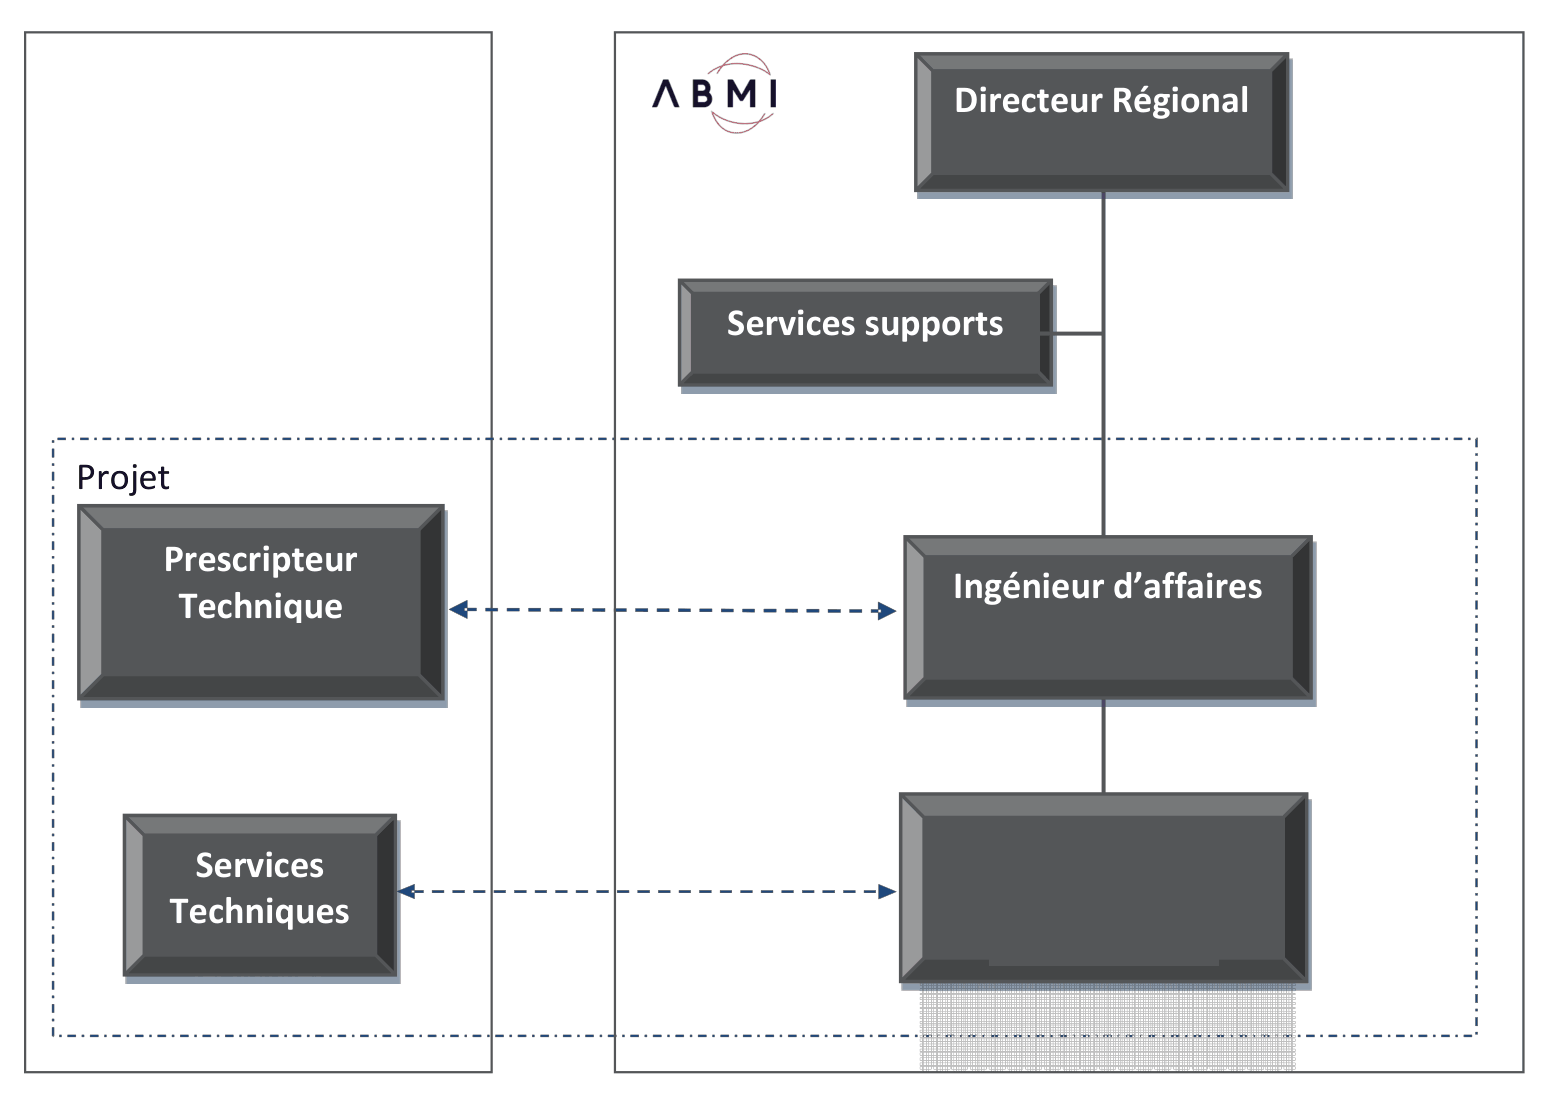 ABMI
Directeur Régional
Services supports
Projet
Prescripteur
Technique
Ingénieur d’affaires
Services
Techniques